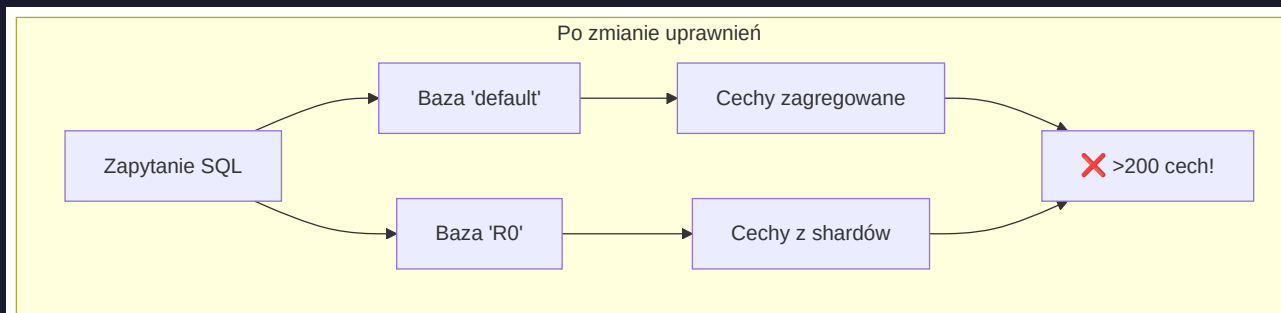 Po zmianie uprawnień
Zapytanie SQL
Baza 'default'
Cechy zagregowane
Baza 'R0'
Cechy z shardów
❌ >200 cech!